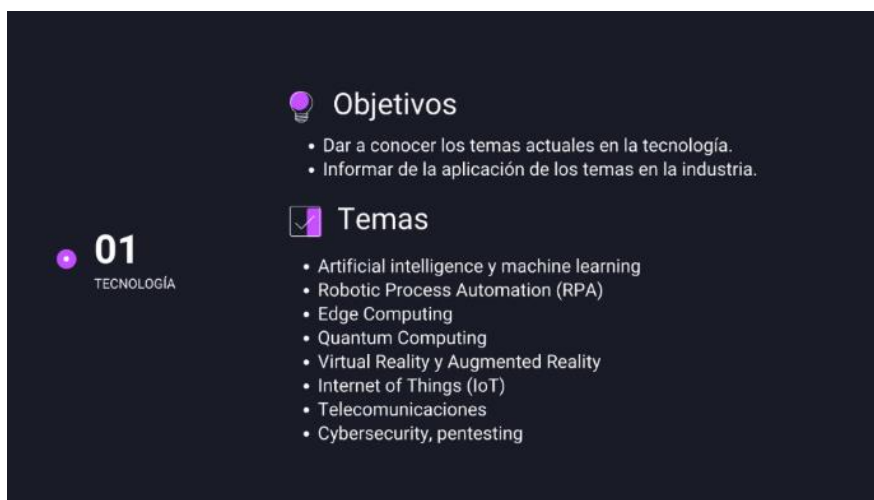 01
TECNOLOGÍA
Objetivos
• Dar a conocer los temas actuales en la tecnología.
• Informar de la aplicación de los temas en la industria.
Temas
• Artificial intelligence y machine learning
• Robotic Process Automation (RPA)
• Edge Computing
• Quantum Computing
• Virtual Reality y Augmented Reality
• Internet of Things (IoT)
• Telecomunicaciones
• Cybersecurity, pentesting